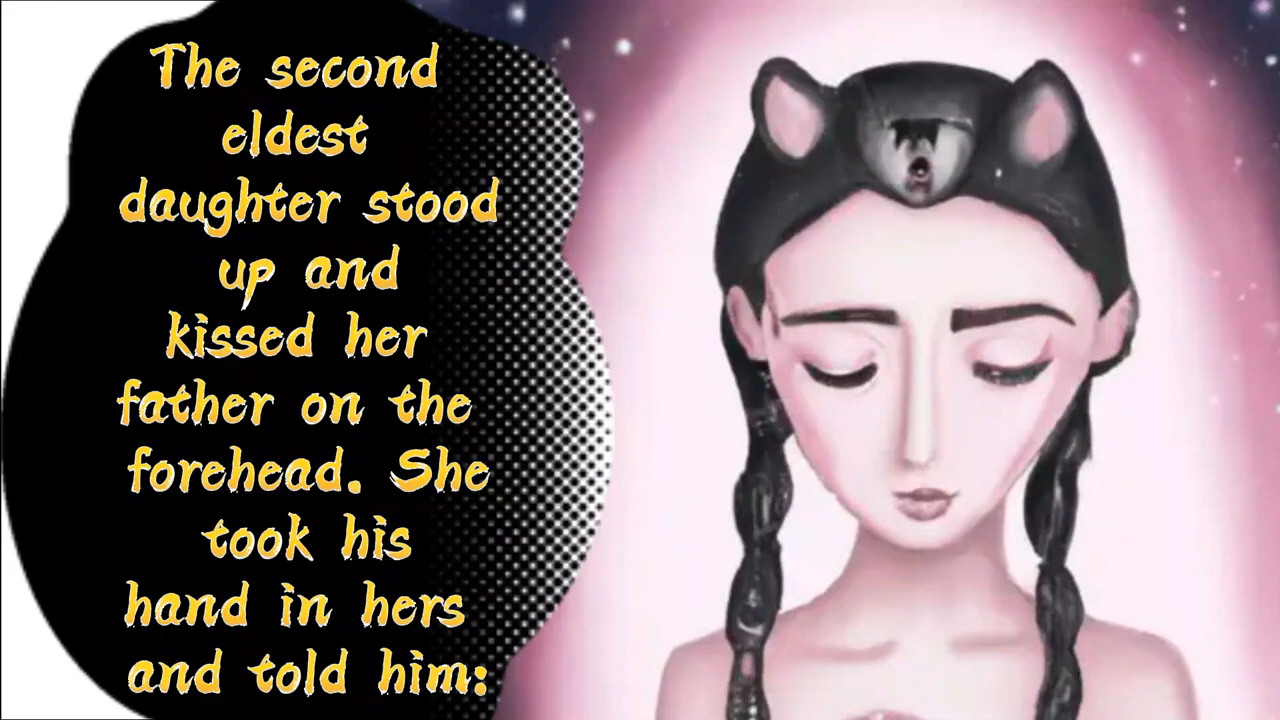 The second
eldest
daughter stood
up and
kissed her
father on the
forehead. She
took his
hand in hers
and told him: